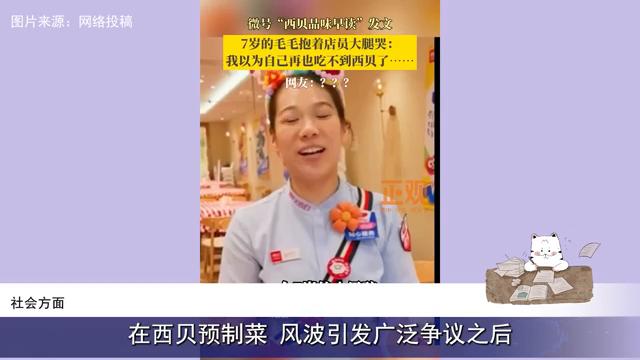 图片来源：网络投稿
微号“西贝品味早读”发文
7岁的毛毛抱着店员大腿哭：
我以为自己再也吃不到西贝了……
网友：？？？
正观
社会方面
在西贝预制菜 风波引发广泛争议之后